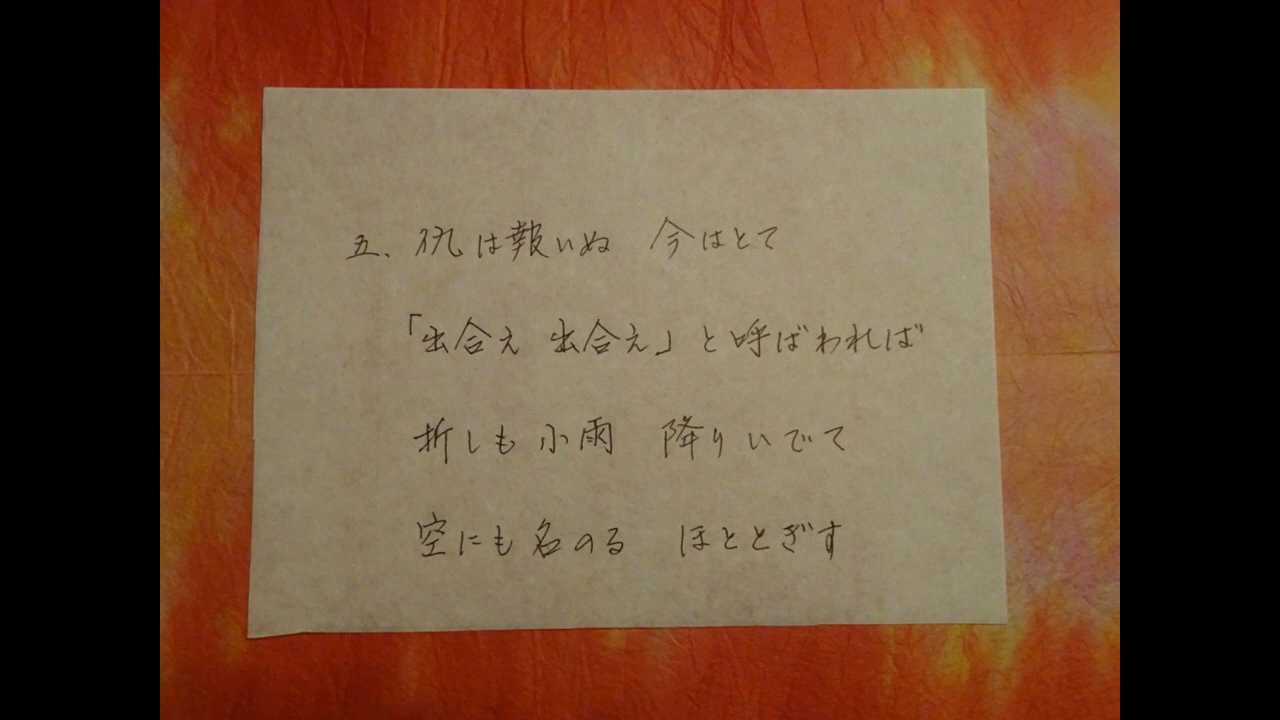 五、仇は報いぬ 今はとて
「出合え 出合え」と呼ばわれば
折しも小雨 降りいでて
空にも名のる ほととぎす